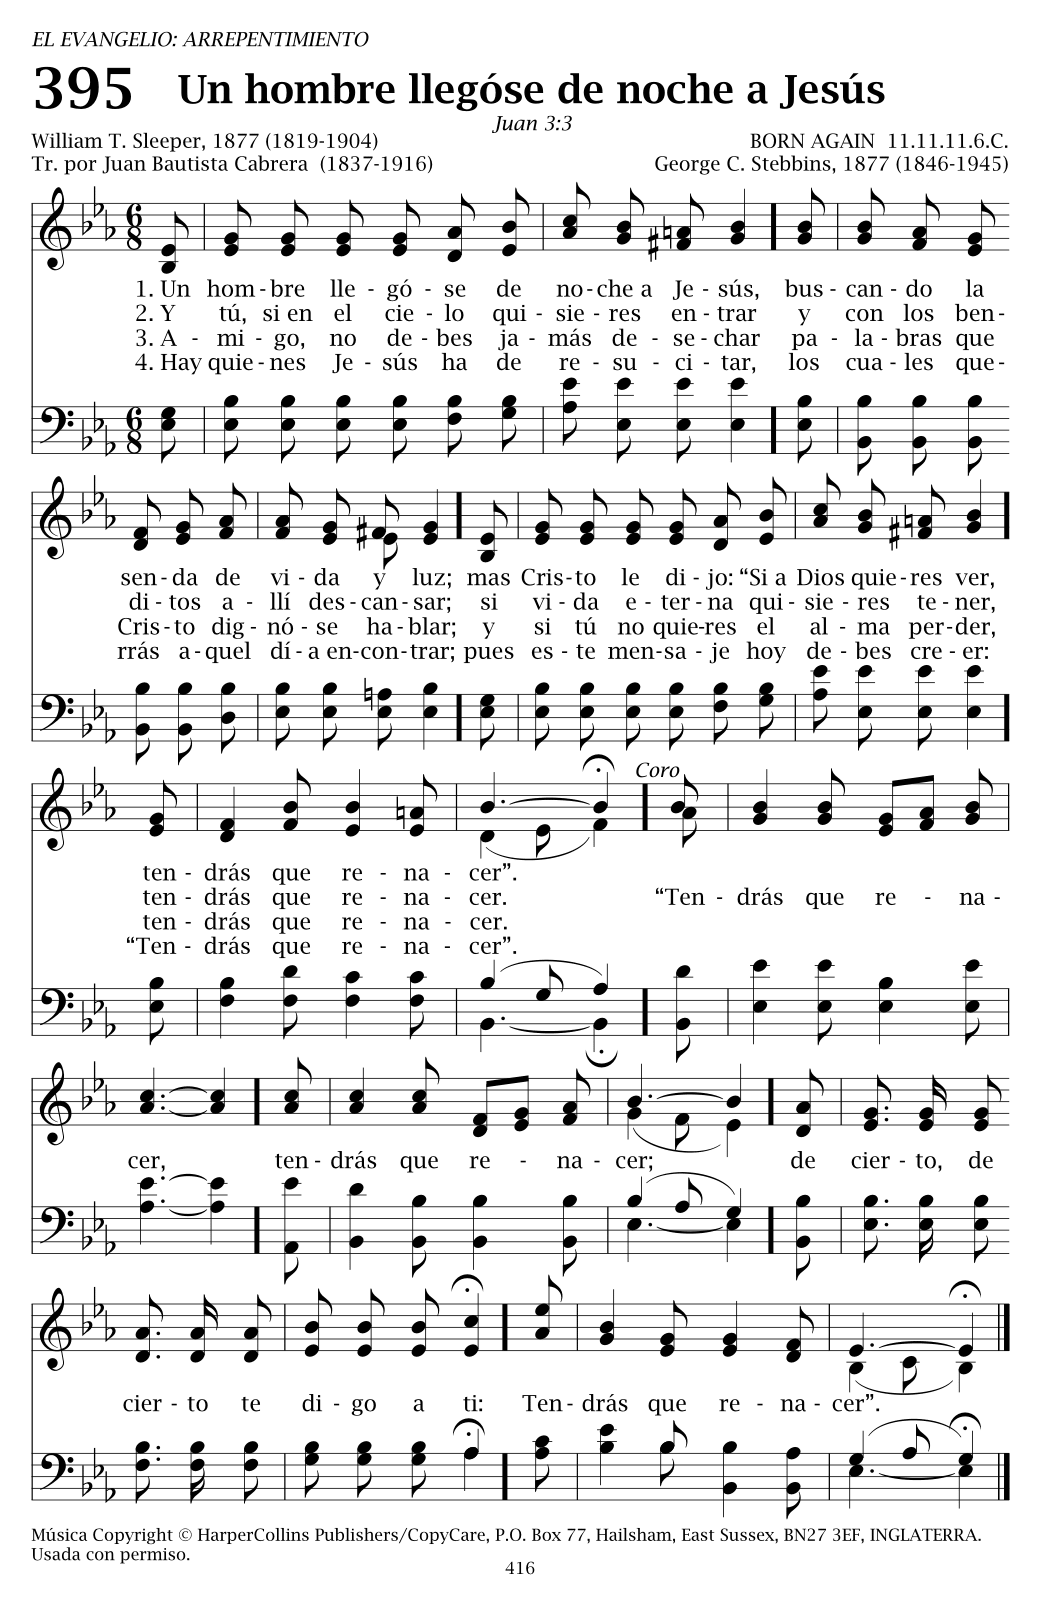 EL EVANGELIO: ARREPENTIMIENTO
395 Un hombre llegóse de noche a Jesús
Juan 3:3
William T. Sleeper, 1877 (1819-1904) BORN AGAIN 11.11.11.6.C.
Tr. por Juan Bautista Cabrera (1837-1916) George C. Stebbins, 1877 (1846-1945)
6
8
1. Un hom - bre lle - gó - se de no - che a Je - sús, bus - can - do la
2. Y tú, si en el cie - lo qui - sie - res en - trar y con los ben -
3. A - mi - go, no de - bes ja - más de - se - char pa - la - bras que
4. Hay quie - nes Je - sús ha de re - su - ci - tar, los cua - les que -
6
8
sen - da de vi - da y luz; mas Cris - to le di - jo: “Si a Dios quie - res ver,
di - tos a - llí des - can - sar; si vi - da e - ter - na qui - sie - res te - ner,
Cris - to dig - nó - se ha - blar; y si tú no quie - res el al - ma per - der,
rrás a - quel dí - a en - con - trar; pues es - te men - sa - je hoy de - bes cre - er:
Coro
ten - drás que re - na - cer”.
ten - drás que re - na - cer. “Ten - drás que re - na -
ten - drás que re - na - cer.
“Ten - drás que re - na - cer”.
cer, ten - drás que re - na - cer; de cier - to, de
cier - to te di - go a ti: Ten - drás que re - na - cer”.
Música Copyright © HarperCollins Publishers/CopyCare, P.O. Box 77, Hailsham, East Sussex, BN27 3EF, INGLATERRA.
Usada con permiso.
416